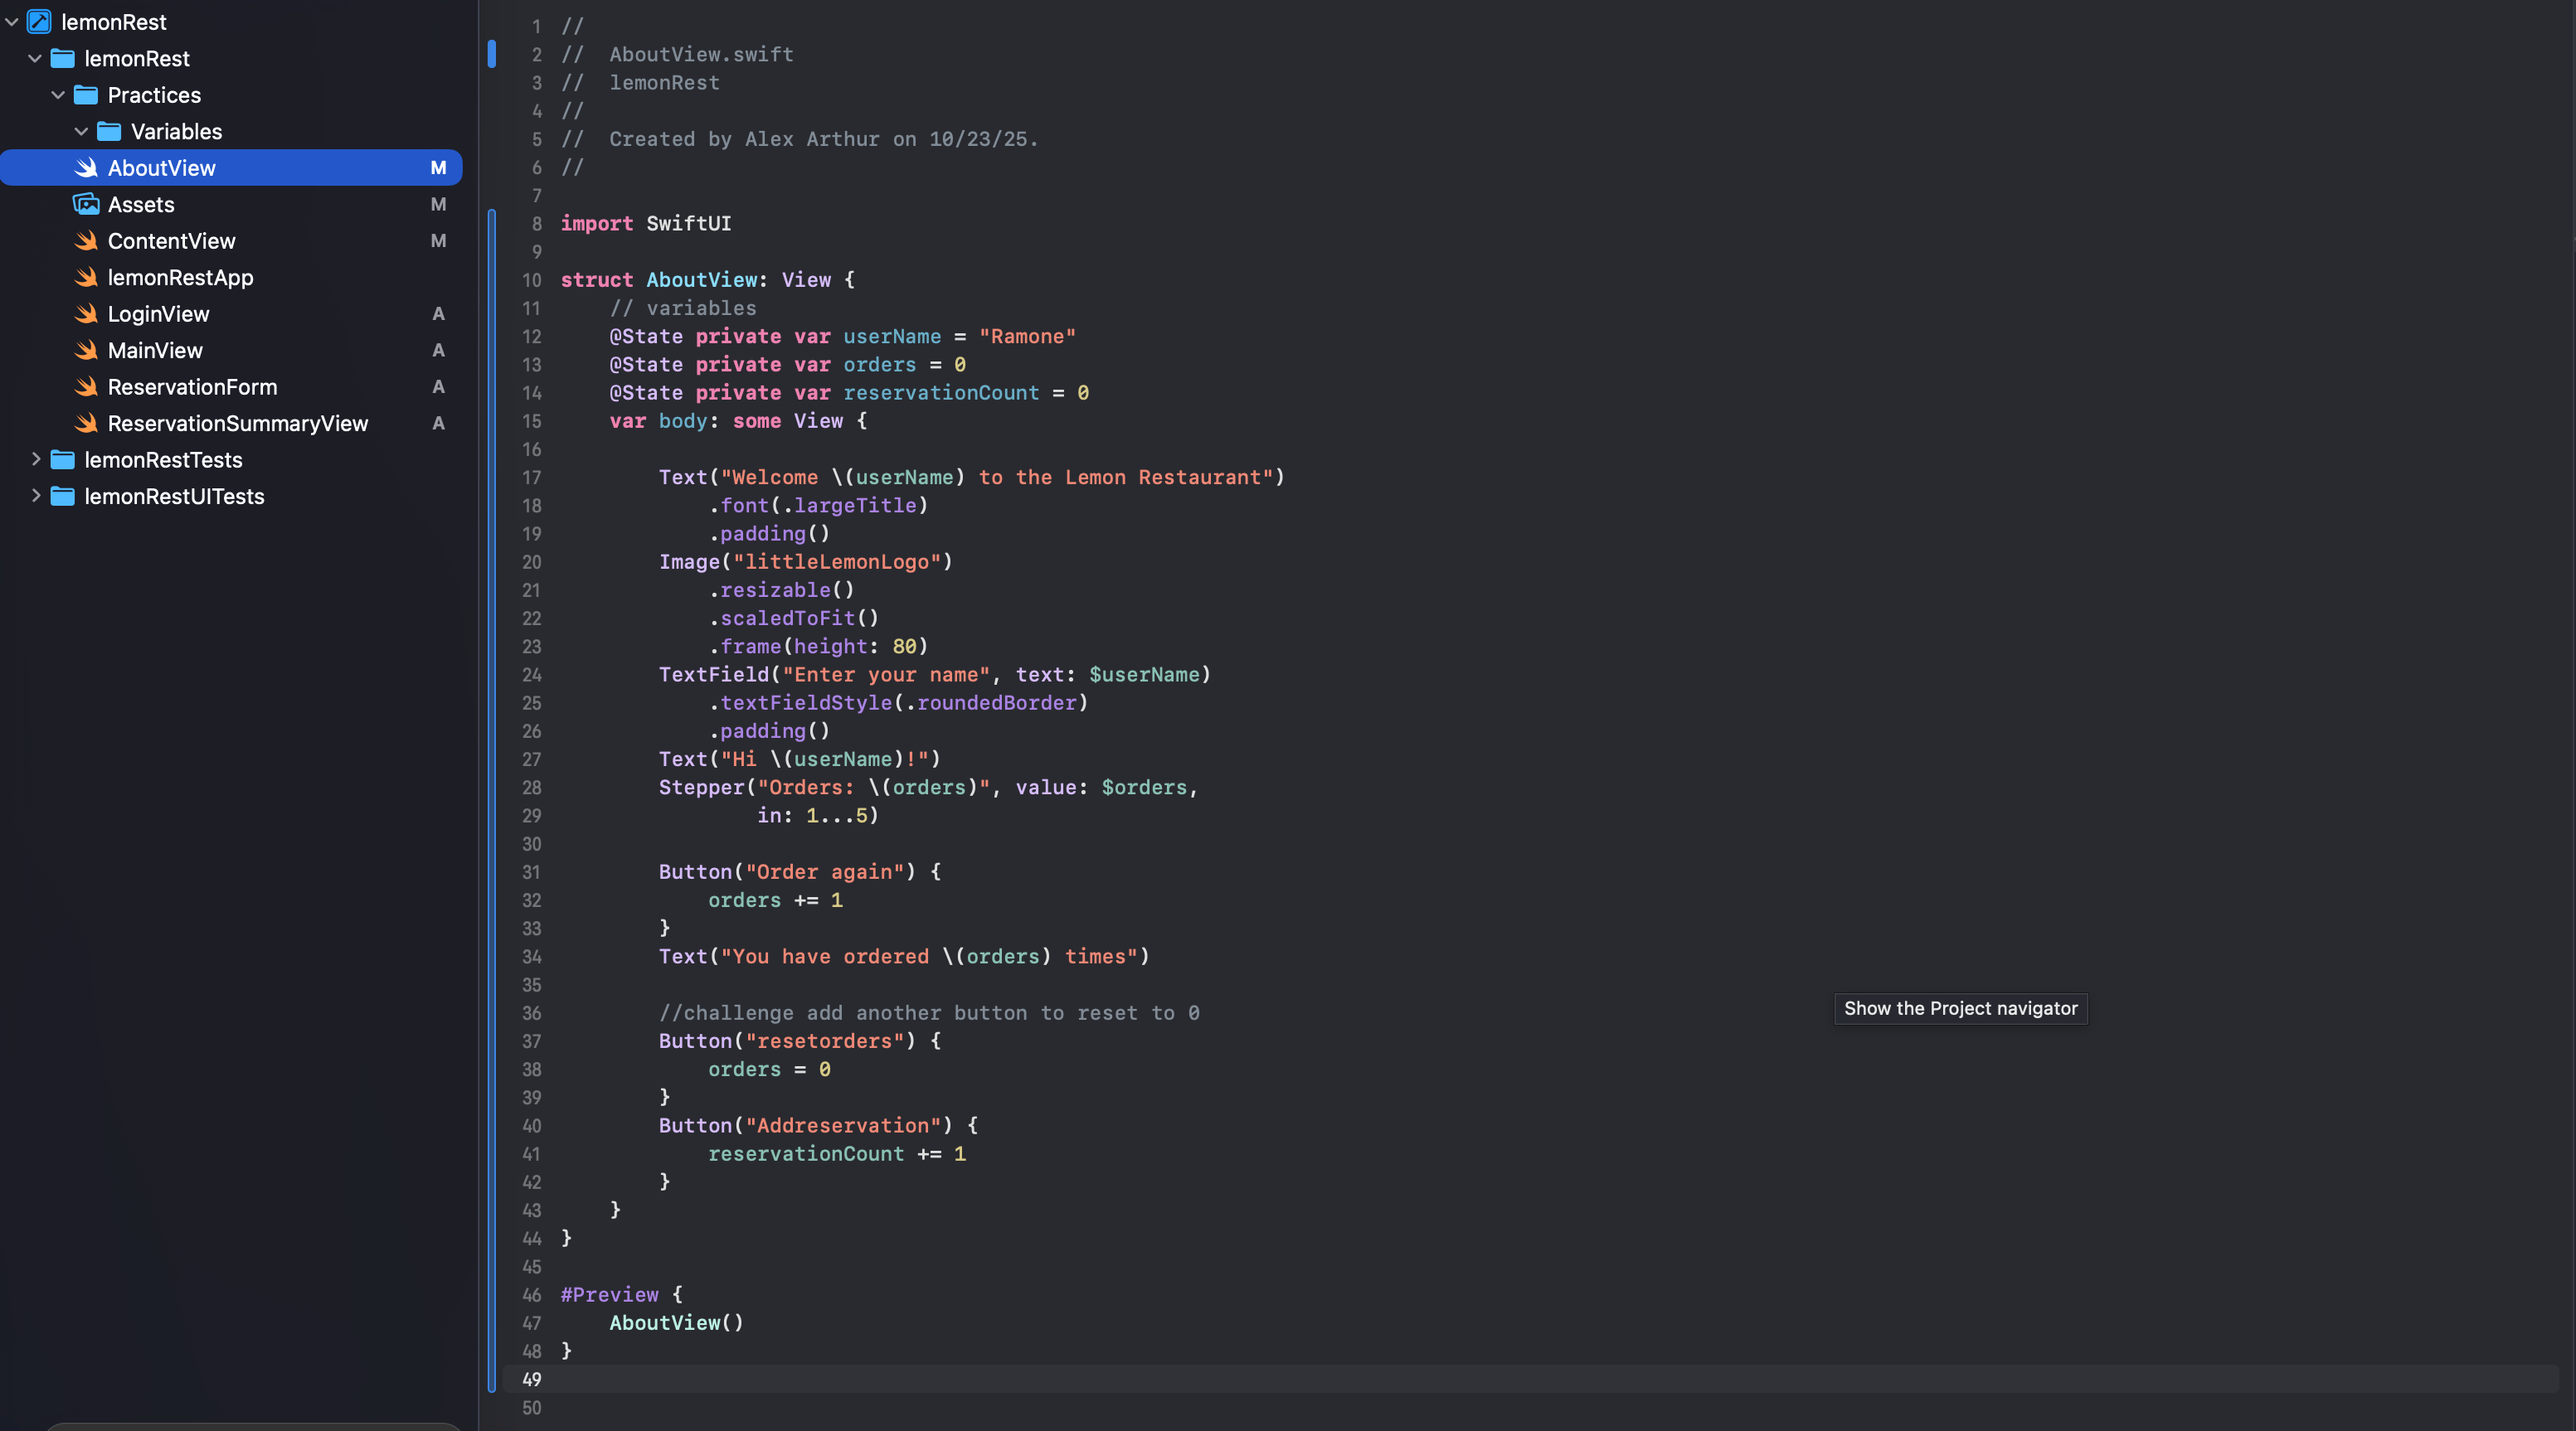 lemonRest
lemonRest
Practices
Variables
AboutView M
Assets M
ContentView M
lemonRestApp
LoginView A
MainView A
ReservationForm A
ReservationSummaryView A
lemonRestTests
lemonRestUITests
1 //
2 //  AboutView.swift
3 //  lemonRest
4 //
5 //  Created by Alex Arthur on 10/23/25.
6 //
7
8 import SwiftUI
9
10 struct AboutView: View {
11     // variables
12     @State private var userName = "Ramone"
13     @State private var orders = 0
14     @State private var reservationCount = 0
15     var body: some View {
16
17         Text("Welcome \(userName) to the Lemon Restaurant")
18             .font(.largeTitle)
19             .padding()
20         Image("littleLemonLogo")
21             .resizable()
22             .scaledToFit()
23             .frame(height: 80)
24         TextField("Enter your name", text: $userName)
25             .textFieldStyle(.roundedBorder)
26             .padding()
27         Text("Hi \(userName)!")
28         Stepper("Orders: \(orders)", value: $orders,
29                 in: 1...5)
30
31         Button("Order again") {
32             orders += 1
33         }
34         Text("You have ordered \(orders) times")
35
36         //challenge add another button to reset to 0
37         Button("resetorders") {
38             orders = 0
39         }
40         Button("Addreservation") {
41             reservationCount += 1
42         }
43     }
44 }
45
46 #Preview {
47     AboutView()
48 }
49
50
Show the Project navigator